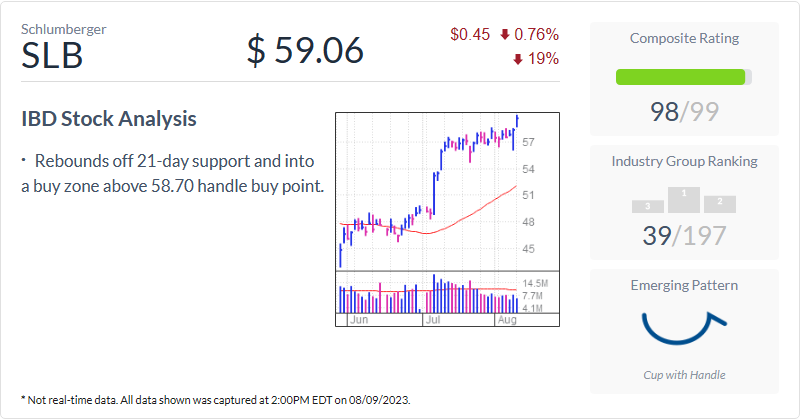 Schlumberger
SLB
$ 59.06
$0.45 0.76%
19%
IBD Stock Analysis
· Rebounds off 21-day support and into
a buy zone above 58.70 handle buy point.
57
54
51
48
45
14.5M
7.7M
4.1M
Jun Jul Aug
Composite Rating
98/99
Industry Group Ranking
3 1 2
39/197
Emerging Pattern
Cup with Handle
* Not real-time data. All data shown was captured at 2:00PM EDT on 08/09/2023.